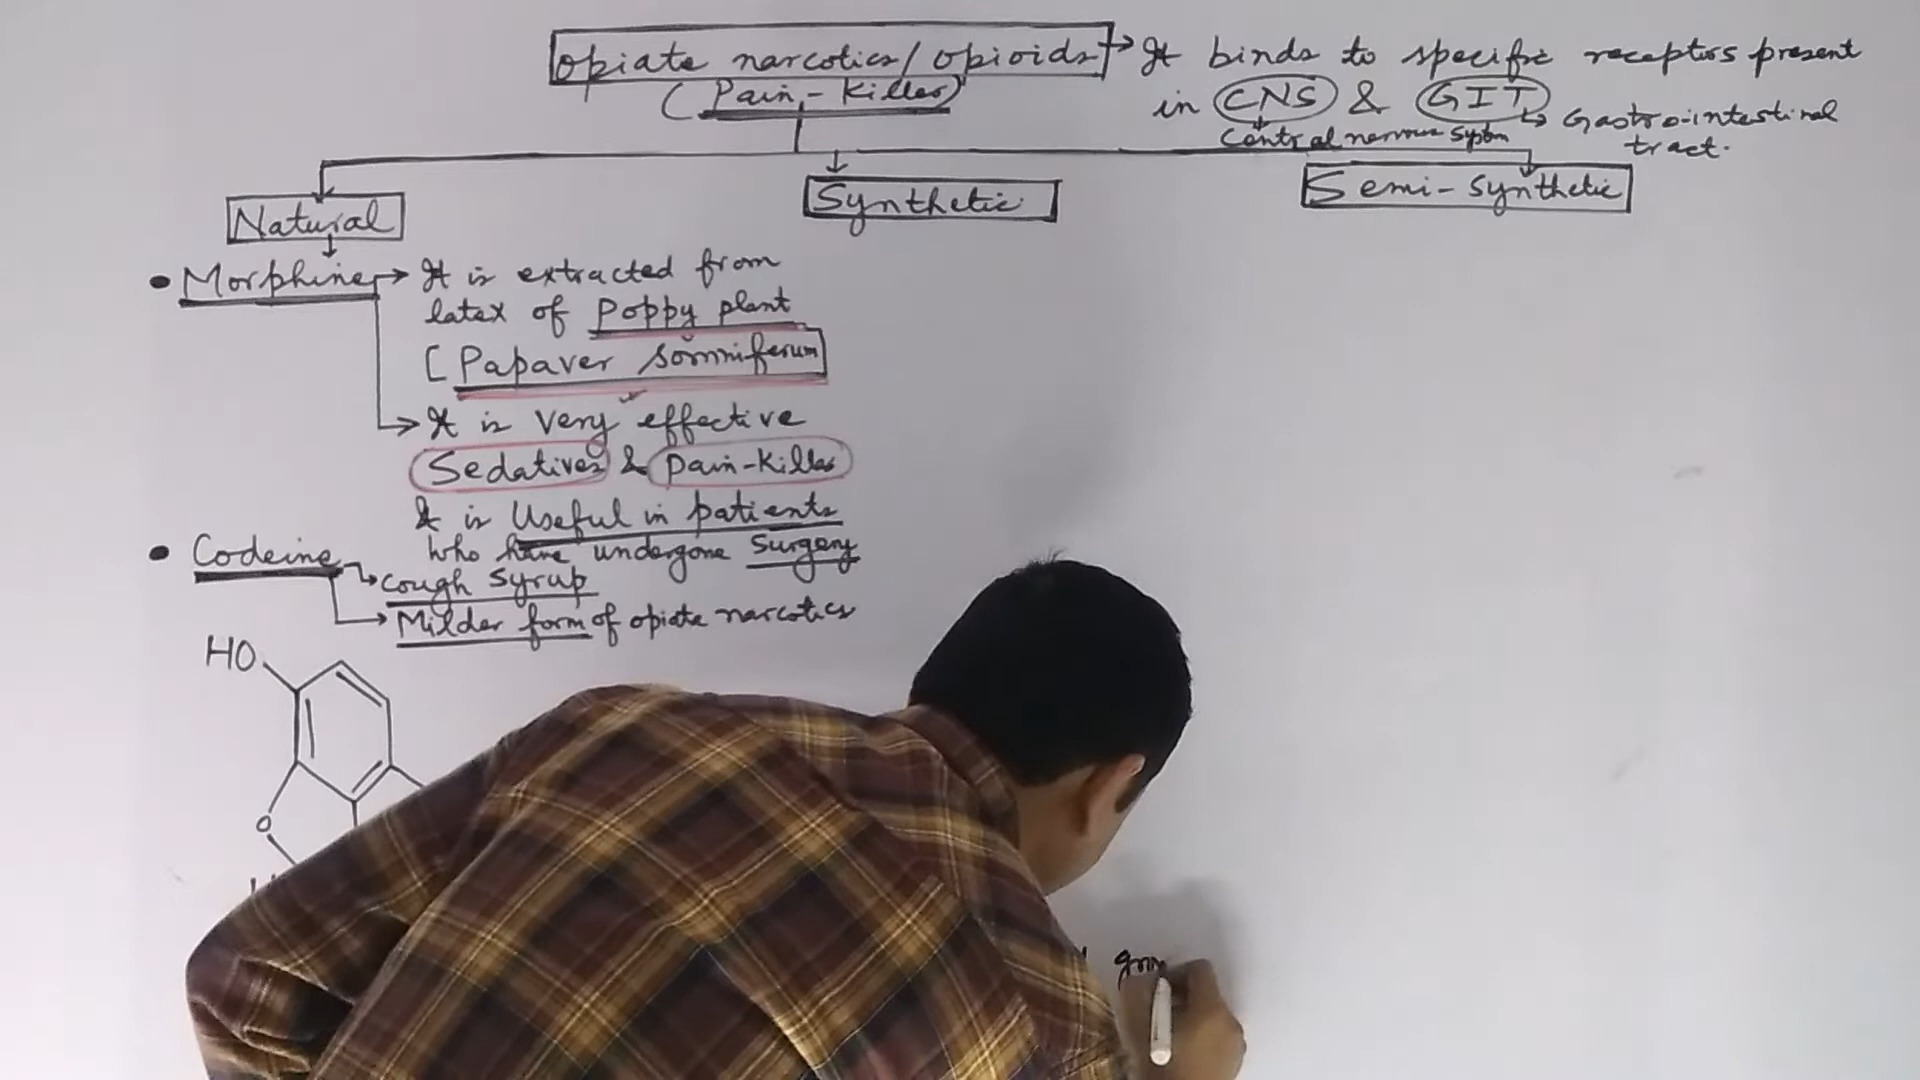 opiate narcotics/opioids → It binds to specific receptors present
(Pain-Killer)
in CNS & GIT → Gastro-intestinal
Central nervous system
tract.
Natural
Synthetic
Semi-synthetic
• Morphine → It is extracted from
latex of poppy plant
[Papaver somniferum]
→ It is very effective
Sedatives & pain-killer
It is Useful in patients
who have undergone surgery
• Codeine
→ cough syrup
→ Milder form of opiate narcotics
HO
O